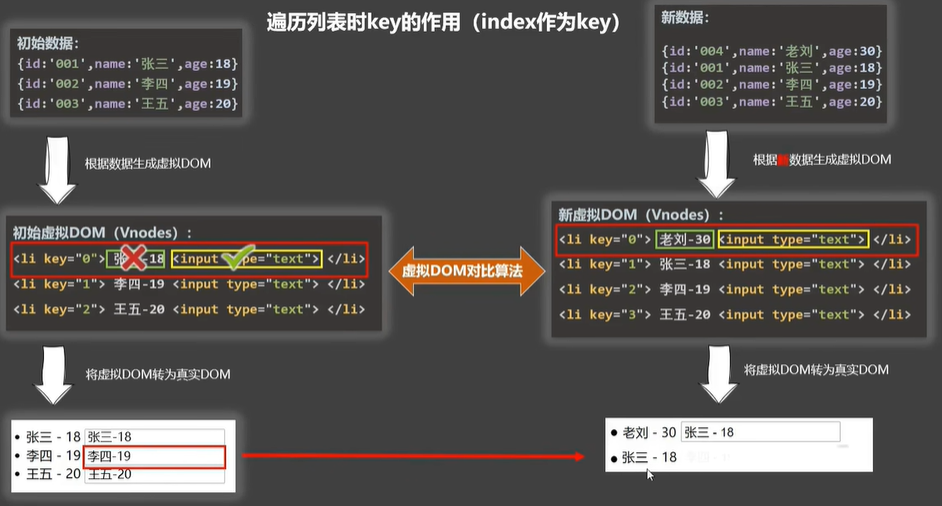 遍历列表时key的作用（index作为key）
初始数据：
{id:'001',name:'张三',age:18}
{id:'002',name:'李四',age:19}
{id:'003',name:'王五',age:20}
新数据：
{id:'004',name:'老刘',age:30}
{id:'001',name:'张三',age:18}
{id:'002',name:'李四',age:19}
{id:'003',name:'王五',age:20}
根据数据生成虚拟DOM
根据 数据生成虚拟DOM
初始虚拟DOM（Vnodes）：
<li key="0"> 张 -18 <input type="text"> </li>
<li key="1"> 李四-19 <input type="text"> </li>
<li key="2"> 王五-20 <input type="text"> </li>
虚拟DOM对比算法
新虚拟DOM（Vnodes）：
<li key="0"> 老刘-30 <input type="text"> </li>
<li key="1"> 张三-18 <input type="text"> </li>
<li key="2"> 李四-19 <input type="text"> </li>
<li key="3"> 王五-20 <input type="text"> </li>
将虚拟DOM转为真实DOM
将虚拟DOM转为真实DOM
• 张三 - 18 张三-18
• 李四 - 19 李四-19
• 王五 - 20 王五-20
• 老刘 - 30 张三 - 18
• 张三 - 18